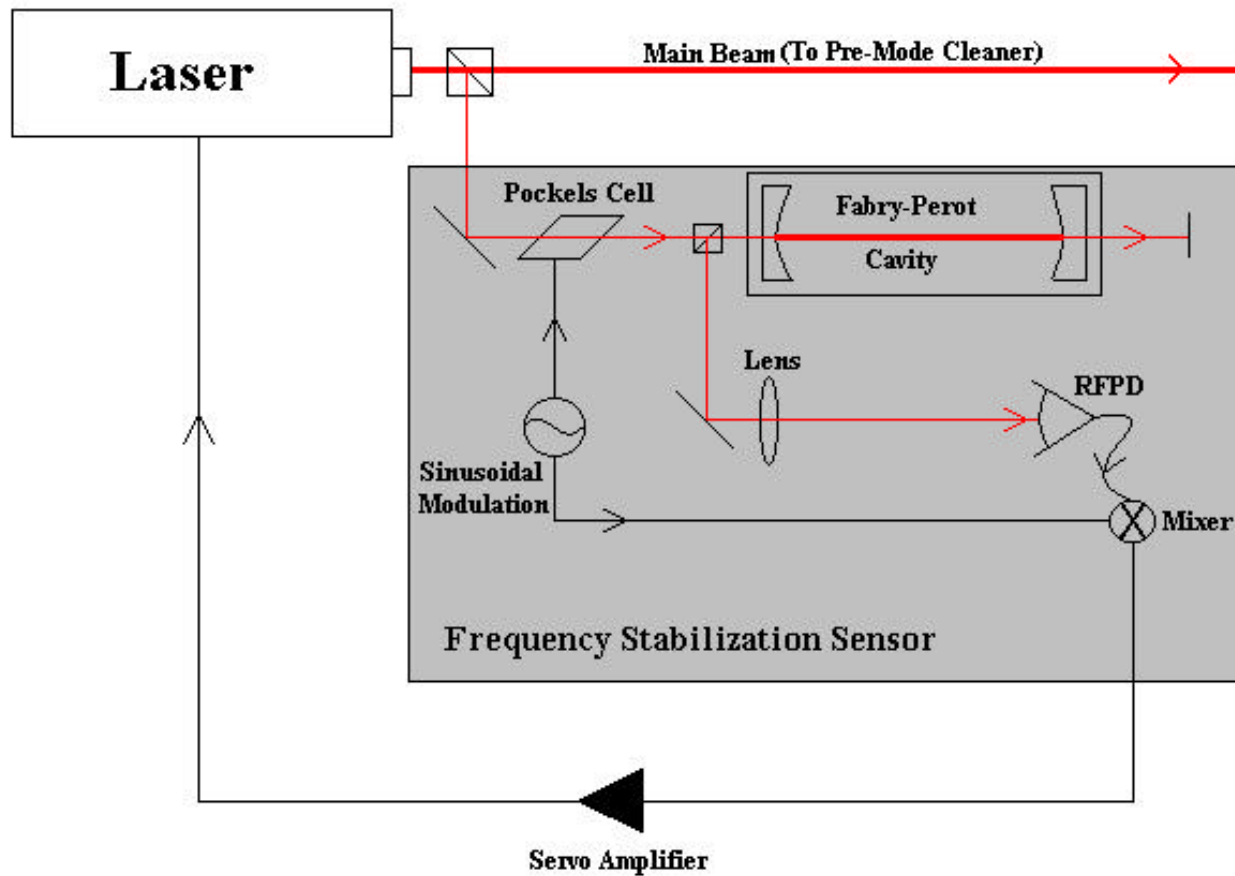 Laser
Main Beam (To Pre-Mode Cleaner)
Pockels Cell
Fabry-Perot
Cavity
Lens
RFPD
Sinusoidal
Modulation
Mixer
Frequency Stabilization Sensor
Servo Amplifier